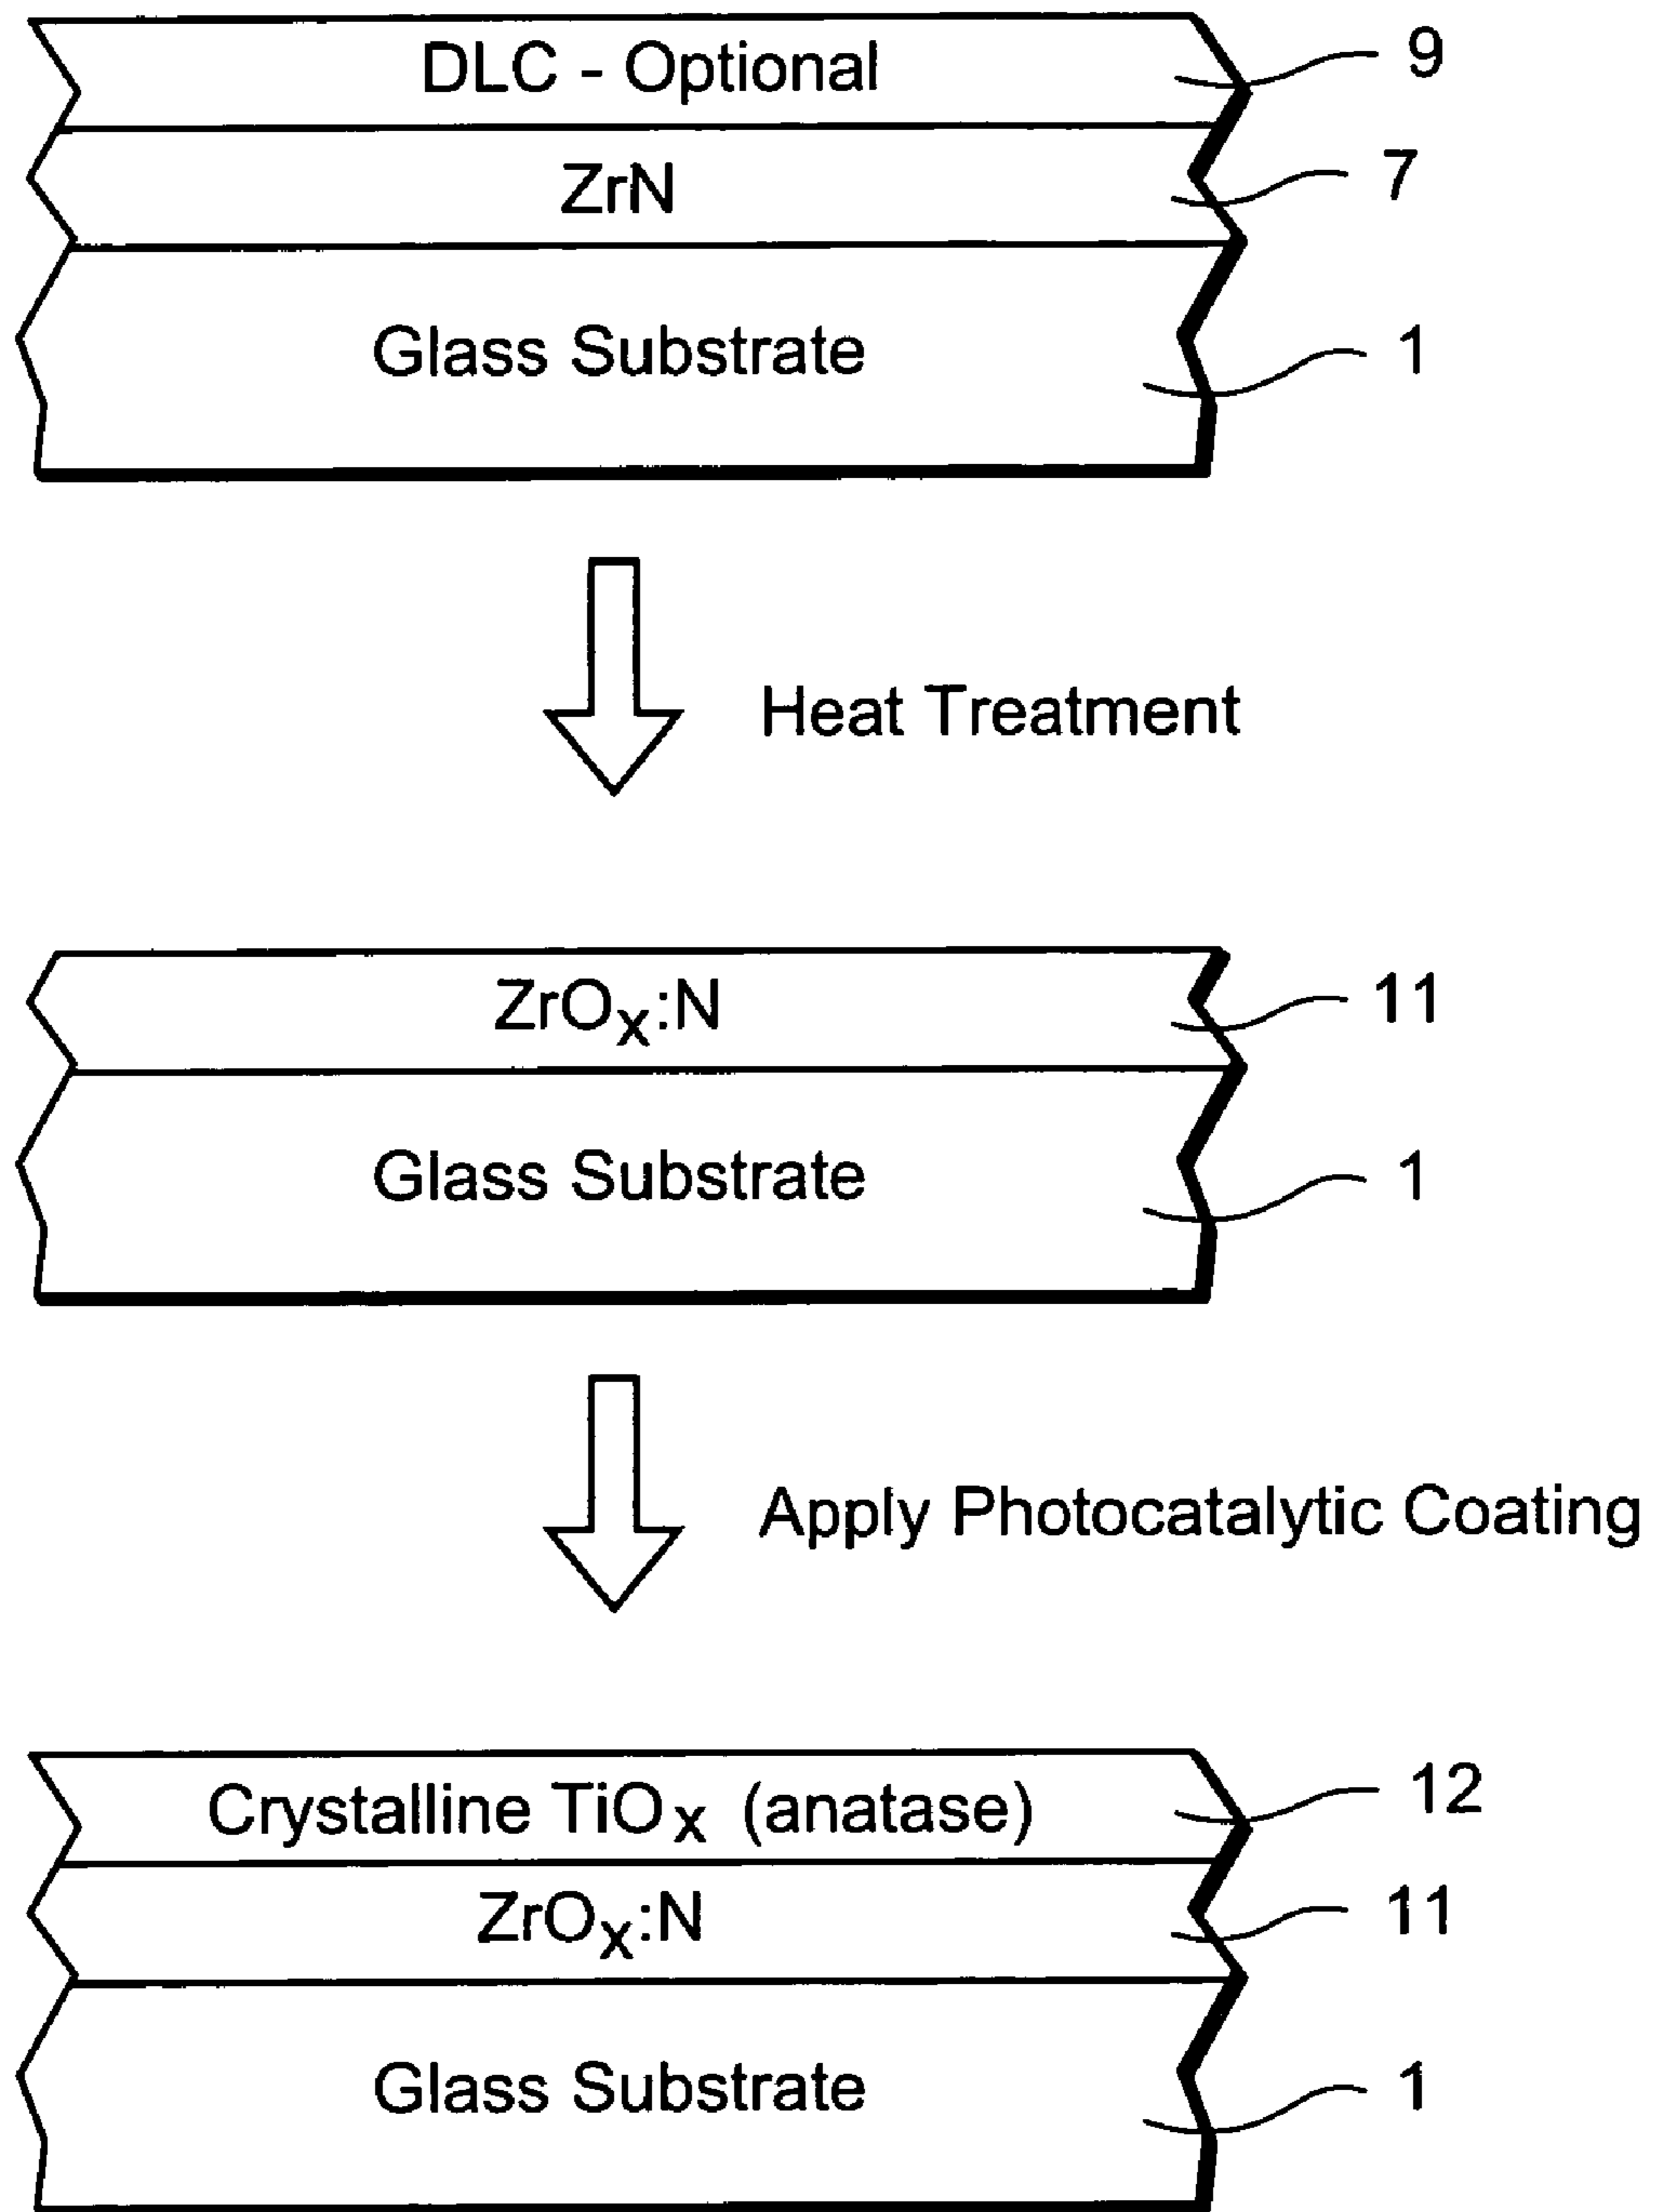 DLC - Optional 9
ZrN 7
Glass Substrate 1
Heat Treatment
ZrOx:N 11
Glass Substrate 1
Apply Photocatalytic Coating
Crystalline TiOx (anatase) 12
ZrOx:N 11
Glass Substrate 1